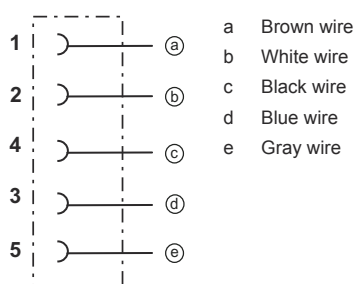 1 ⓐ
2 ⓑ
4 ⓒ
3 ⓓ
5 ⓔ
a Brown wire
b White wire
c Black wire
d Blue wire
e Gray wire